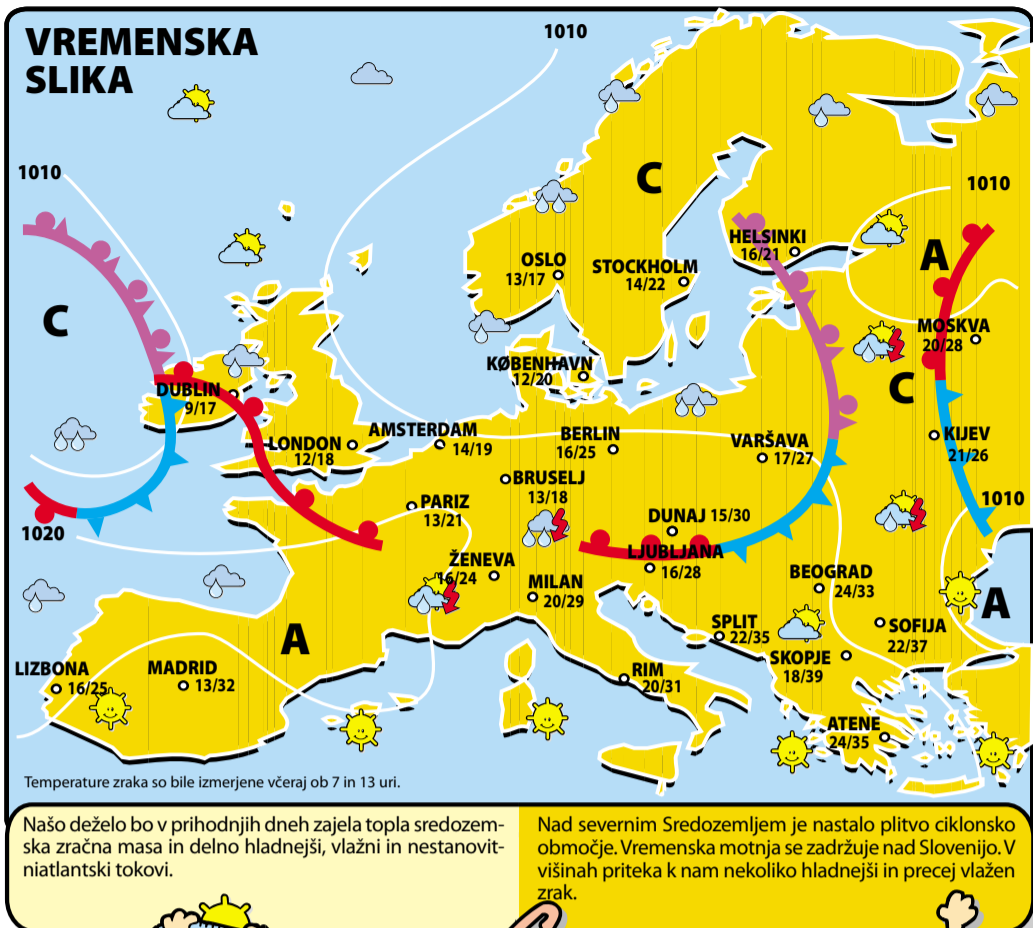 VREMENSKA
SLIKA
1010
1010
1010
C
C
A
HELSINKI
16/21
OSLO
13/17
STOCKHOLM
14/22
MOSKVA
20/28
KØBENHAVN
12/20
DUBLIN
9/17
C
LONDON
12/18
AMSTERDAM
14/19
BERLIN
16/25
VARŠAVA
17/27
KIJEV
21/26
BRUSELJ
13/18
PARIZ
13/21
1010
1020
DUNAJ 15/30
LJUBLJANA
16/28
ŽENEVA
16/24
MILAN
20/29
BEOGRAD
24/33
A
A
SPLIT
22/35
SOFIJA
22/37
SKOPJE
18/39
LIZBONA
16/25
MADRID
13/32
RIM
20/31
ATENE
24/35
Temperature zraka so bile izmerjene včeraj ob 7 in 13 uri.
Našo deželo bo v prihodnjih dneh zajela topla sredozem-
ska zračna masa in delno hladnejši, vlažni in nestanovit-
niatlantski tokovi.
Nad severnim Sredozemljem je nastalo plitvo ciklonsko
območje. Vremenska motnja se zadržuje nad Slovenijo. V
višinah priteka k nam nekoliko hladnejši in precej vlažen
zrak.